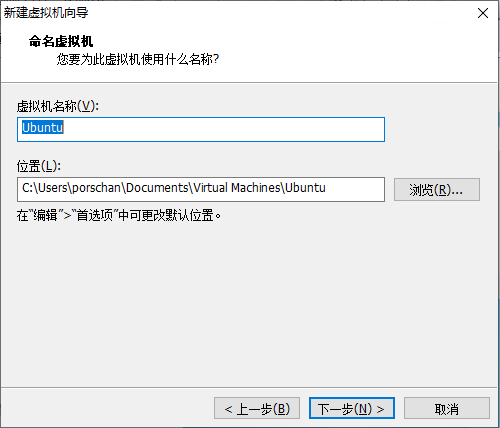 新建虚拟机向导
命名虚拟机
您要为此虚拟机使用什么名称?
虚拟机名称(V):
Ubuntu
位置(L):
C:\Users\porschan\Documents\Virtual Machines\Ubuntu
浏览(R)...
在“编辑”>“首选项”中可更改默认位置。
< 上一步(B)
下一步(N) >
取消